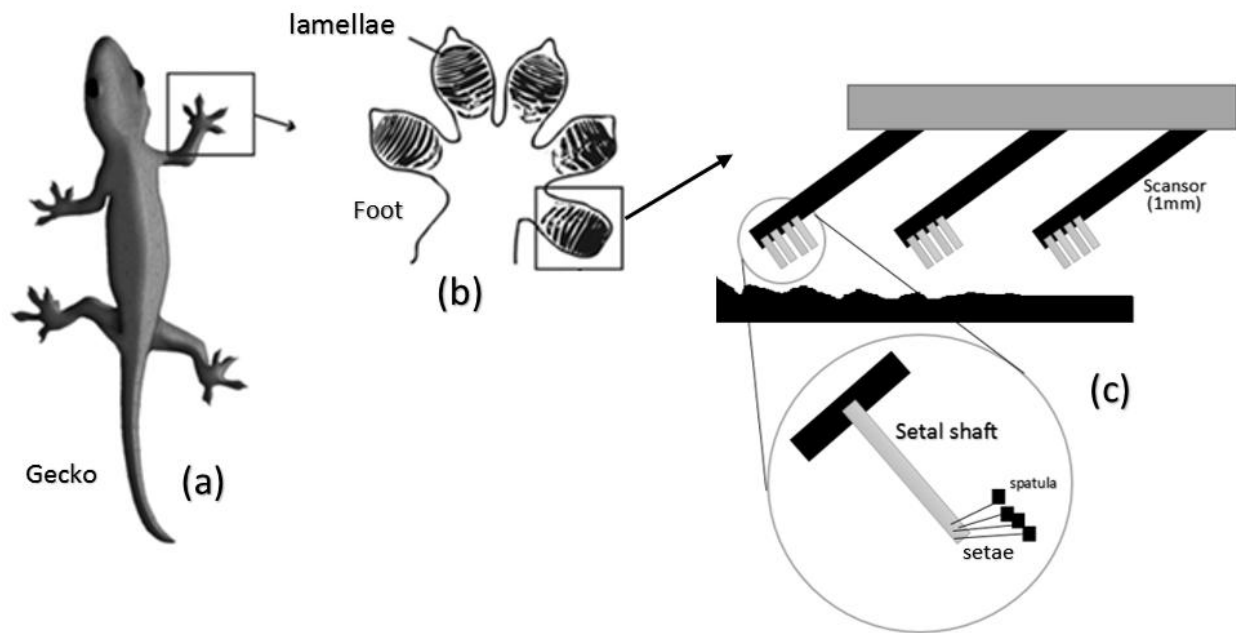 lamellae
Foot
(b)
Gecko
(a)
Scansor
(1mm)
(c)
Setal shaft
spatula
setae